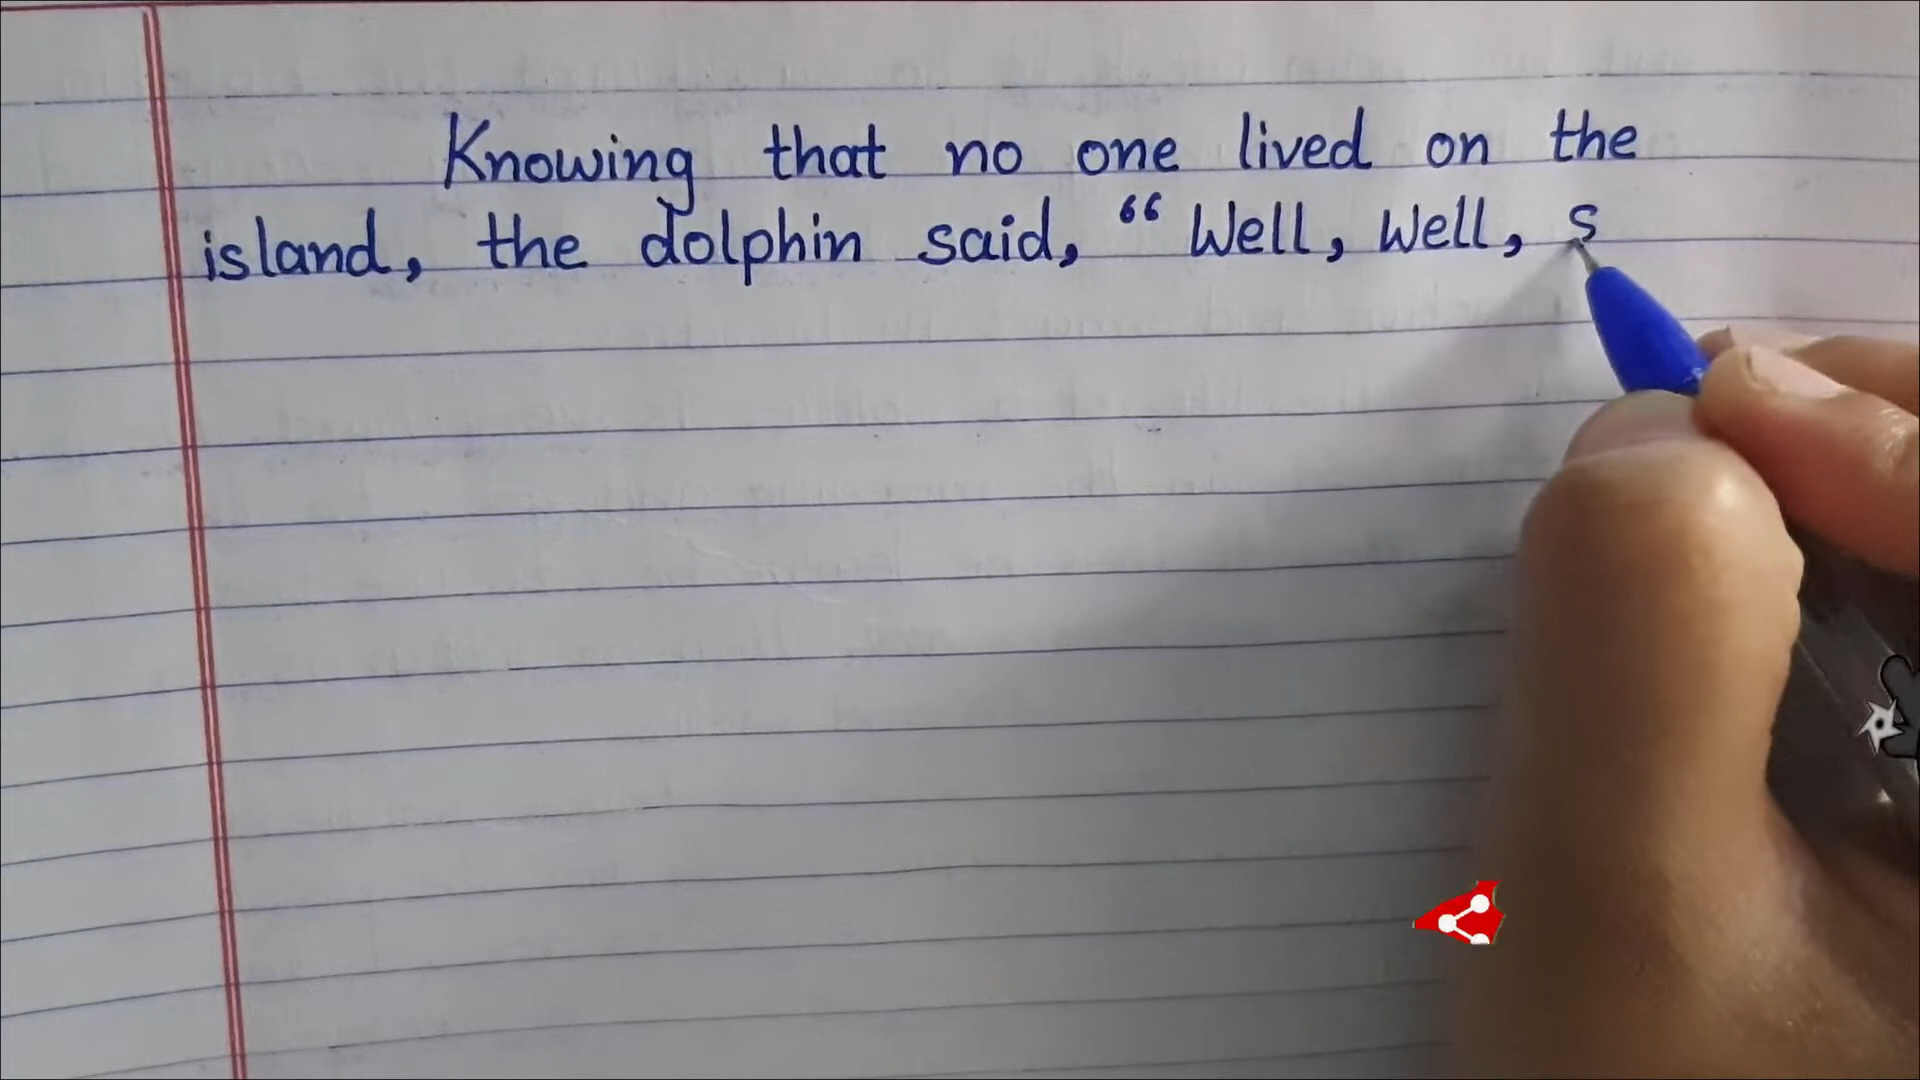 Knowing that no one lived on the
island, the dolphin said, “Well, Well, s